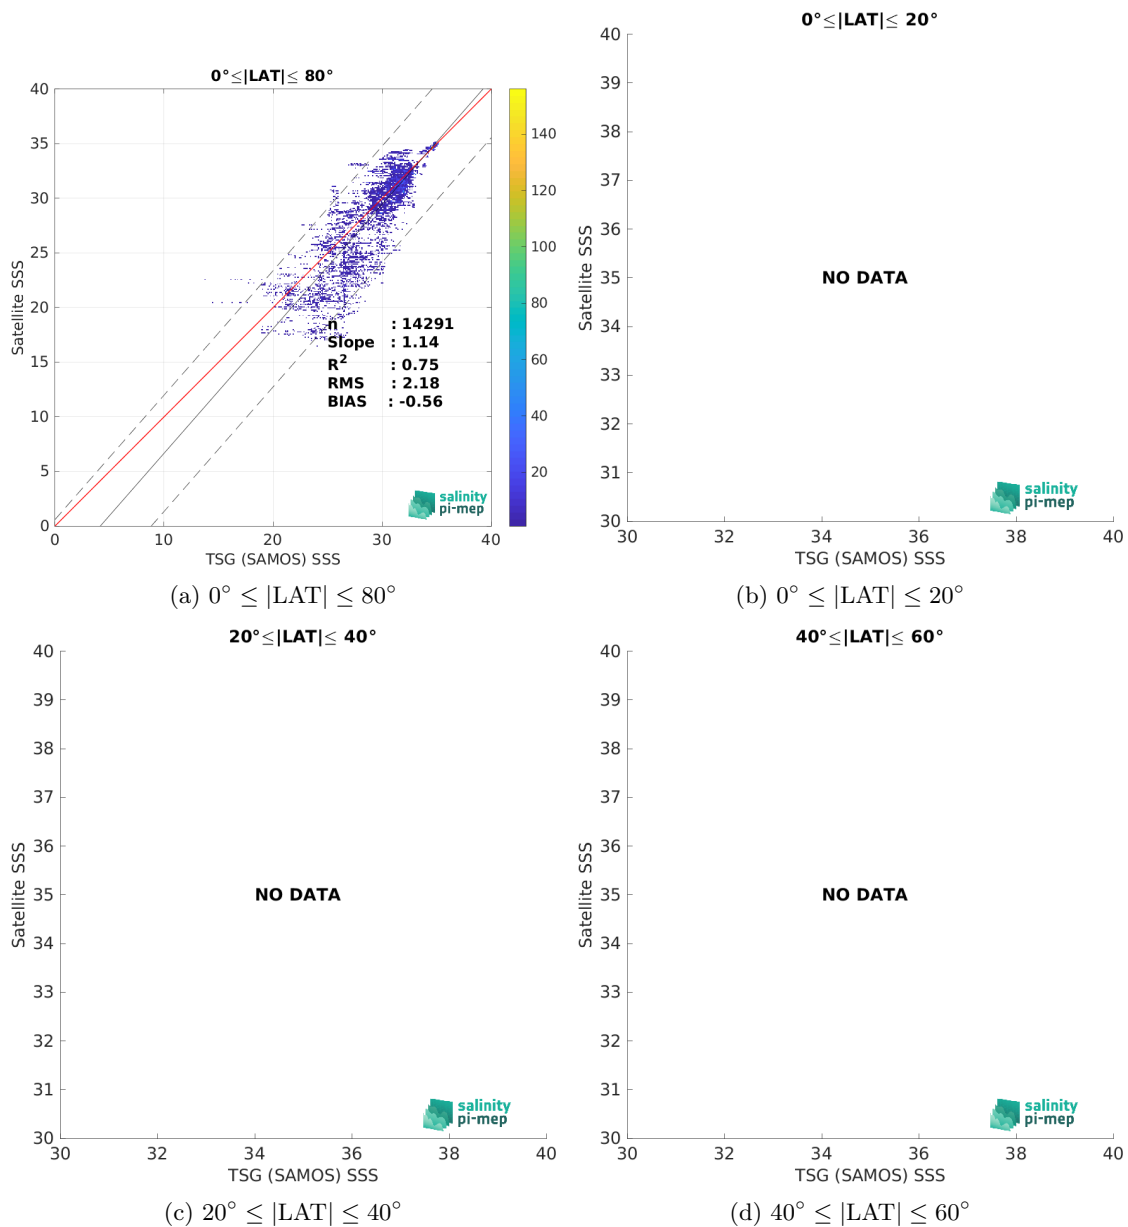 0°≤|LAT|≤ 80°
40
35
30
25
20
15
10
5
0
0
10
20
30
40
140
120
100
80
60
40
20
Satellite SSS
TSG (SAMOS) SSS
n : 14291
Slope : 1.14
R² : 0.75
RMS : 2.18
BIAS : -0.56
salinity
pi-mep
(a) 0° ≤ |LAT| ≤ 80°
0°≤|LAT|≤ 20°
40
39
38
37
36
35
34
33
32
31
30
30
32
34
36
38
40
Satellite SSS
NO DATA
TSG (SAMOS) SSS
salinity
pi-mep
(b) 0° ≤ |LAT| ≤ 20°
20°≤|LAT|≤ 40°
40
39
38
37
36
35
34
33
32
31
30
30
32
34
36
38
40
Satellite SSS
NO DATA
TSG (SAMOS) SSS
salinity
pi-mep
(c) 20° ≤ |LAT| ≤ 40°
40°≤|LAT|≤ 60°
40
39
38
37
36
35
34
33
32
31
30
30
32
34
36
38
40
Satellite SSS
NO DATA
TSG (SAMOS) SSS
salinity
pi-mep
(d) 40° ≤ |LAT| ≤ 60°